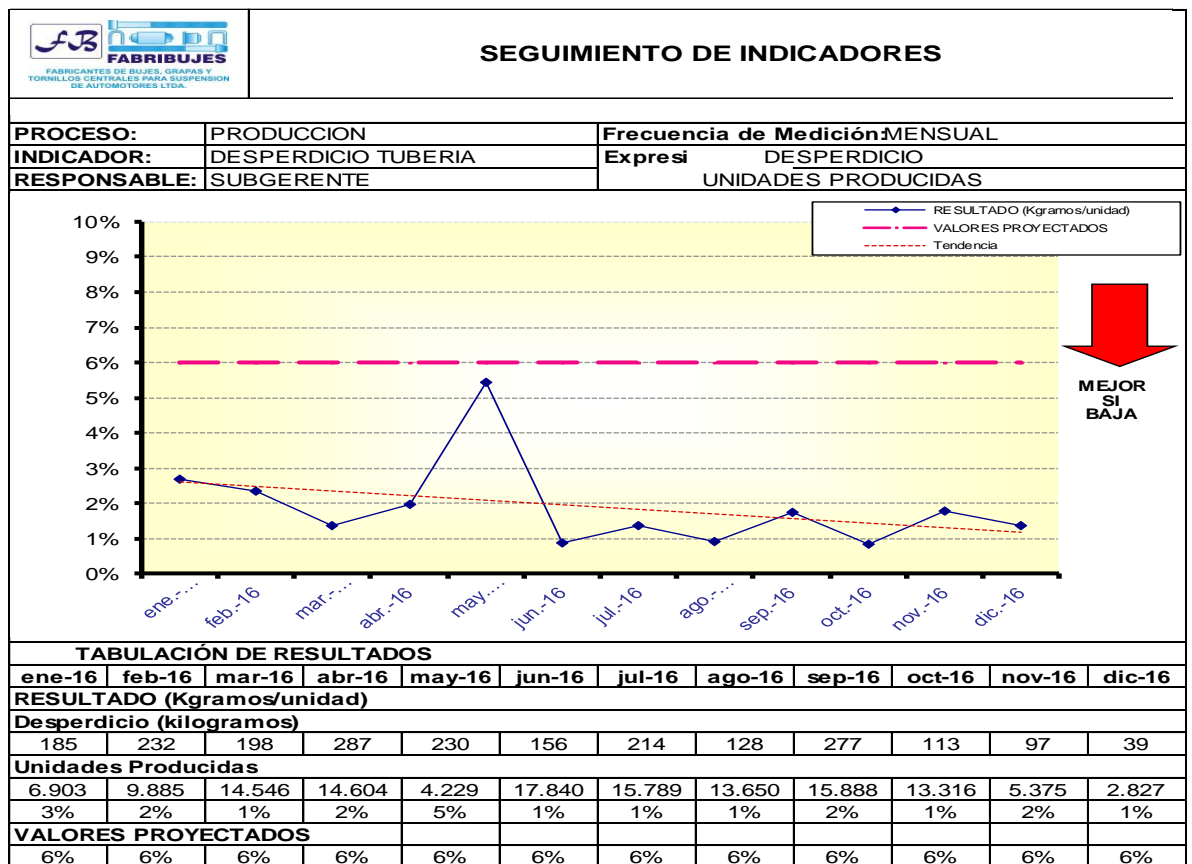 FB
FABRIBUJES
FABRICANTES DE BUJES, GRAPAS Y
TORNILLOS CENTRALES PARA SUSPENSION
DE AUTOMOTORES LTDA.
SEGUIMIENTO DE INDICADORES
PROCESO: PRODUCCION Frecuencia de Medición: MENSUAL
INDICADOR: DESPERDICIO TUBERIA Expresi DESPERDICIO
RESPONSABLE: SUBGERENTE UNIDADES PRODUCIDAS
RESULTADO (Kgramos/unidad)
VALORES PROYECTADOS
Tendencia
10%
9%
8%
7%
6%
5%
4%
3%
2%
1%
0%
MEJOR
SI
BAJA
ene.-... feb.-16 mar.-... abr.-16 may.... jun.-16 jul.-16 ago.-... sep.-16 oct.-16 nov.-16 dic.-16
TABULACIÓN DE RESULTADOS
ene-16 feb-16 mar-16 abr-16 may-16 jun-16 jul-16 ago-16 sep-16 oct-16 nov-16 dic-16
RESULTADO (Kgramos/unidad)
Desperdicio (kilogramos)
185 232 198 287 230 156 214 128 277 113 97 39
Unidades Producidas
6.903 9.885 14.546 14.604 4.229 17.840 15.789 13.650 15.888 13.316 5.375 2.827
3% 2% 1% 2% 5% 1% 1% 1% 2% 1% 2% 1%
VALORES PROYECTADOS
6% 6% 6% 6% 6% 6% 6% 6% 6% 6% 6% 6%